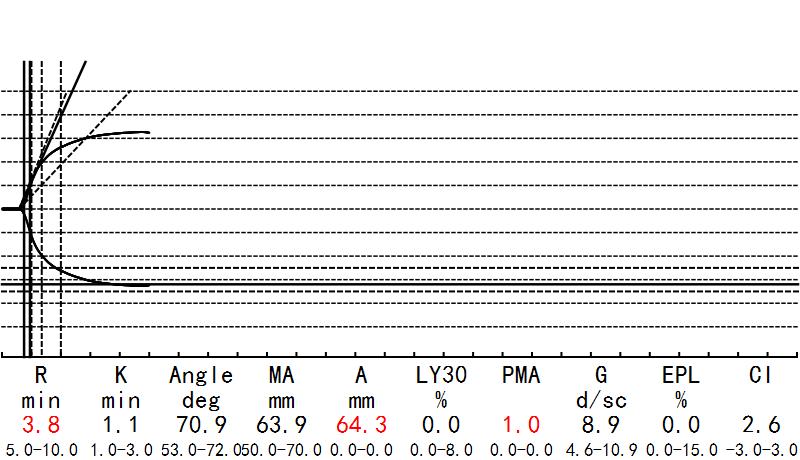 R K Angle MA A LY30 PMA G EPL CI
min min deg mm mm % d/sc %
3.8 1.1 70.9 63.9 64.3 0.0 1.0 8.9 0.0 2.6
5.0-10.0 1.0-3.0 53.0-72.050.0-70.0 0.0-0.0 0.0-8.0 0.0-0.0 4.6-10.9 0.0-15.0 -3.0-3.0